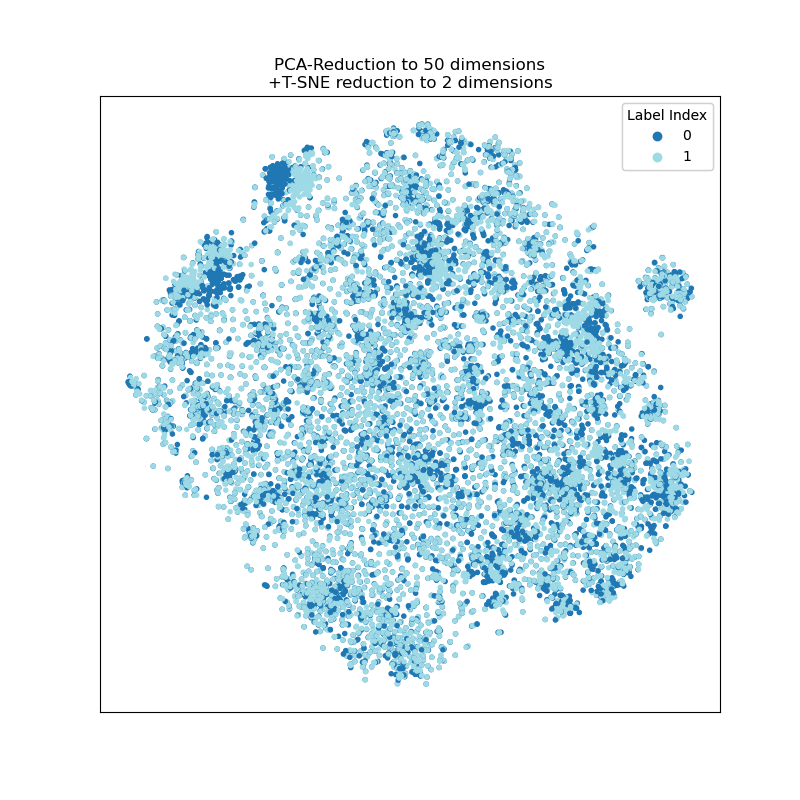 PCA-Reduction to 50 dimensions
+T-SNE reduction to 2 dimensions
Label Index
0
1